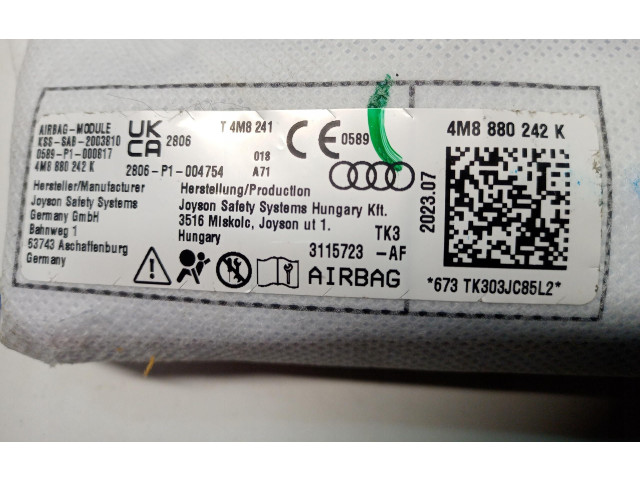 AIRBAG-MODULE
KSS-SAB-2003610
0589-P1-000617
4M8 880 242 K
UK
CA
2806
2806-P1-004754
T 4M8 241
018
A71
CE 0589
Hersteller/Manufacturer
Joyson Safety Systems
Germany GmbH
Bahnweg 1
63743 Aschaffenburg
Germany
Herstellung/Production
Joyson Safety Systems Hungary Kft.
3516 Miskolc, Joyson ut 1.
Hungary
TK3
3115723 -AF
AIRBAG
4M8 880 242 K
2023.07
*673 TK303JC85L2*